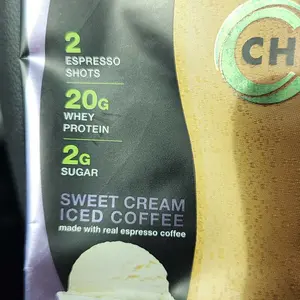 2
ESPRESSO
SHOTS
20G
WHEY
PROTEIN
2G
SUGAR
SWEET CREAM
ICED COFFEE
made with real espresso coffee
CH